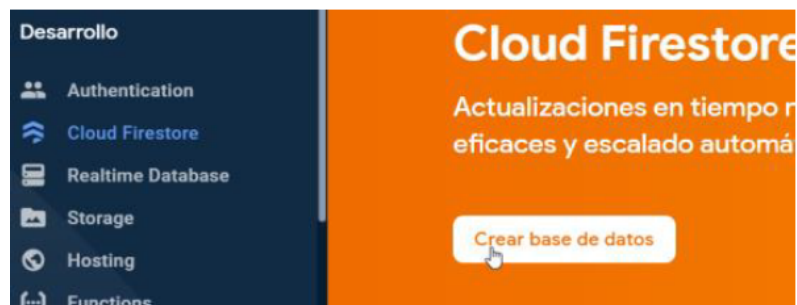 Desarrollo
Authentication
Cloud Firestore
Realtime Database
Storage
Hosting
Functions
Cloud Firestore
Actualizaciones en tiempo
eficaces y escalado
Crear base de datos